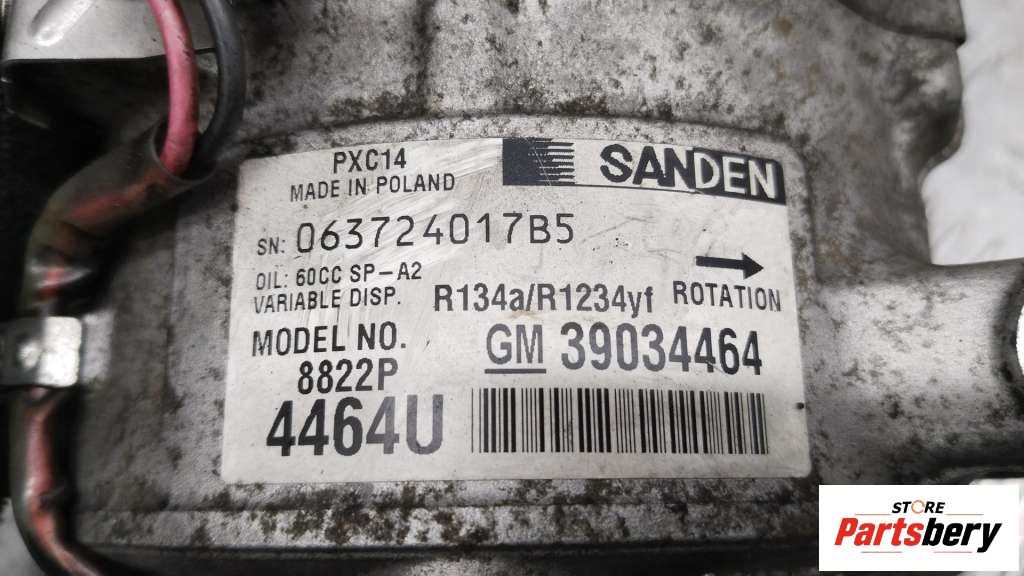 PXC14
MADE IN POLAND
SANDEN
SN: 063724017B5
OIL: 60CC SP-A2
VARIABLE DISP.
R134a/R1234yf
ROTATION
MODEL NO.
8822P
GM 39034464
4464U
STORE
Partsbery